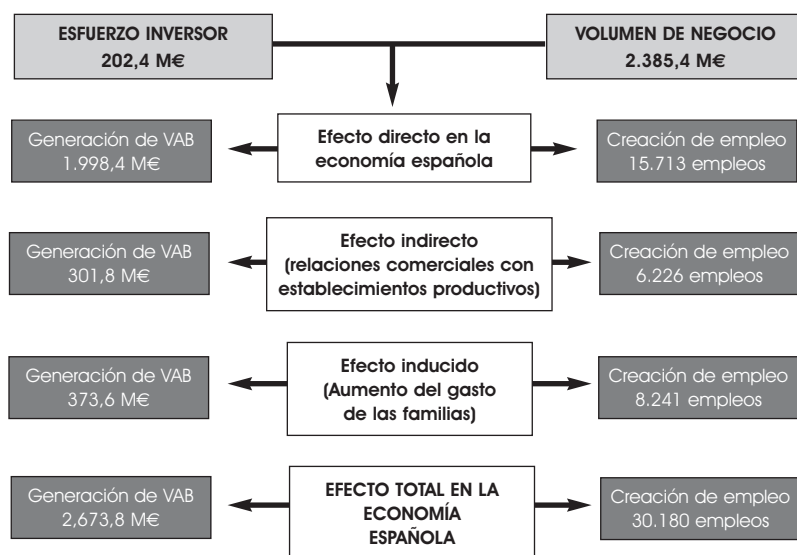 ESFUERZO INVERSOR
202,4 M€
VOLUMEN DE NEGOCIO
2.385,4 M€
Generación de VAB
1.998,4 M€
Efecto directo en la
economía española
Creación de empleo
15.713 empleos
Generación de VAB
301,8 M€
Efecto indirecto
(relaciones comerciales con
establecimientos productivos)
Creación de empleo
6.226 empleos
Generación de VAB
373,6 M€
Efecto inducido
(Aumento del gasto
de las familias)
Creación de empleo
8.241 empleos
Generación de VAB
2,673,8 M€
EFECTO TOTAL EN LA
ECONOMÍA
ESPAÑOLA
Creación de empleo
30.180 empleos